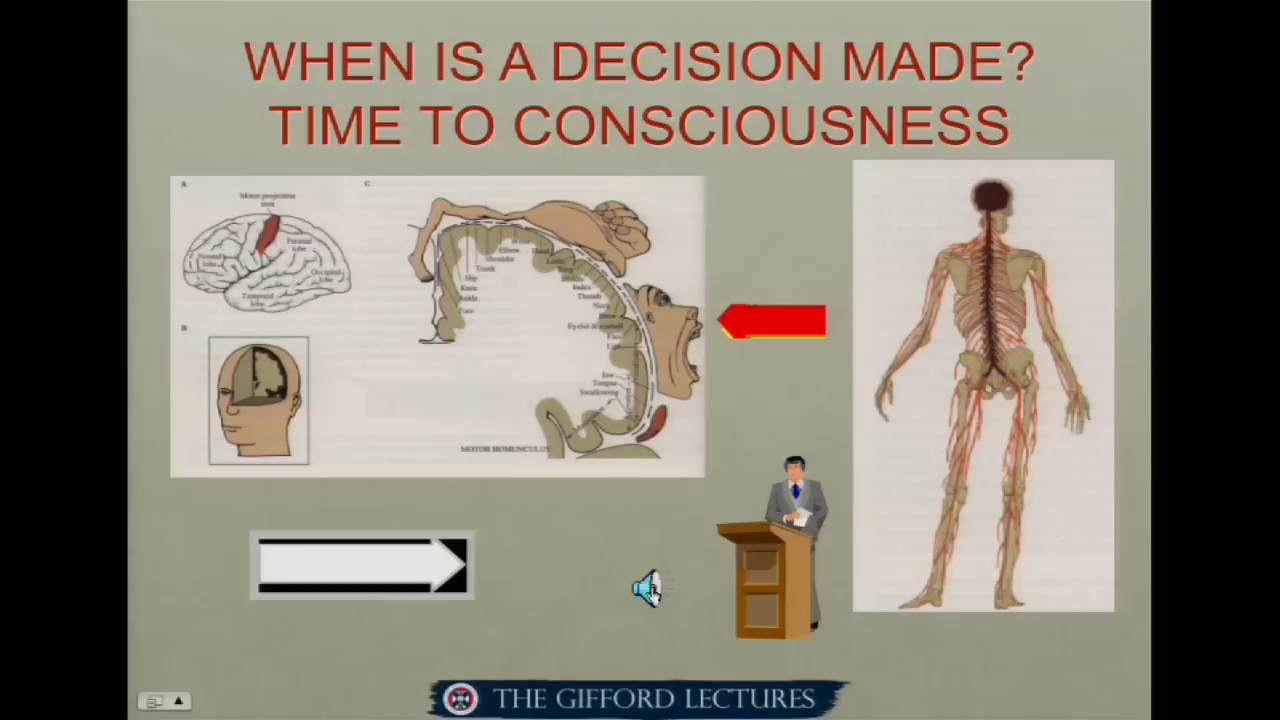 WHEN IS A DECISION MADE?
TIME TO CONSCIOUSNESS
A
Motor projection
area
Frontal
lobe
Parietal
lobe
Occipital
lobe
Temporal
lobe
B
C
Wrist
Elbow
Shoulder
Trunk
Hip
Knee
Ankle
Toes
Hand
Little
Ring
Middle
Index
Thumb
Neck
Brow
Eyelid & eyeball
Face
Lips
Jaw
Tongue
Swallowing
MOTOR HOMUNCULUS
THE GIFFORD LECTURES